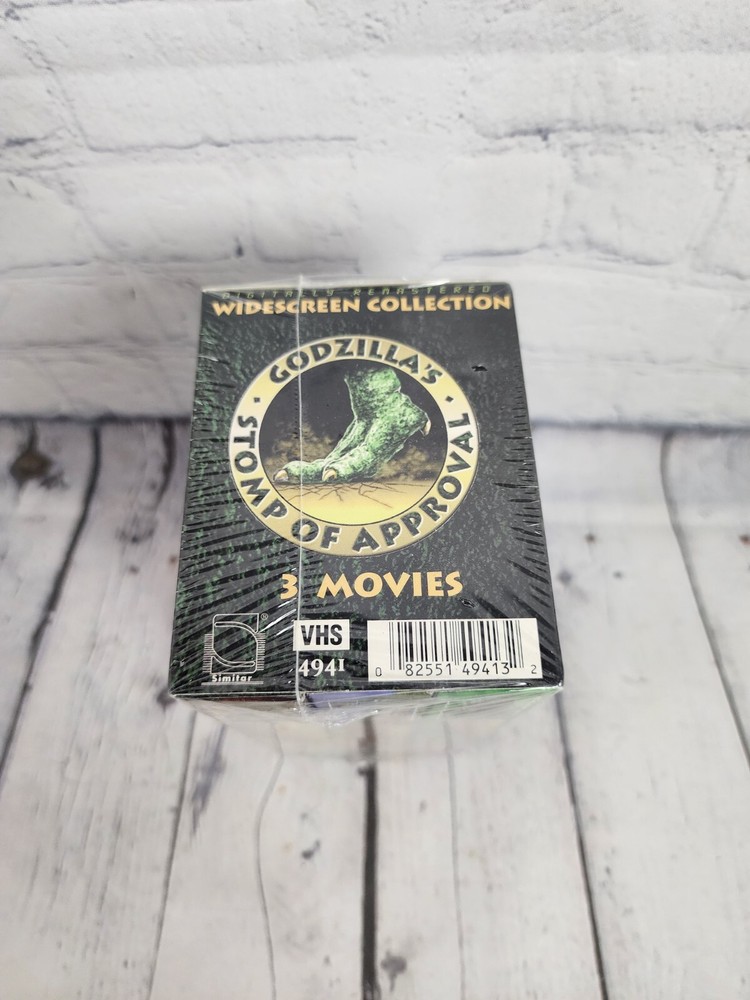 DIGITALLY REMASTERED
WIDESCREEN COLLECTION
GODZILLA'S
• STOMP OF APPROVAL •
3 MOVIES
Simitar
®
VHS
4941
0 82551 49413 2